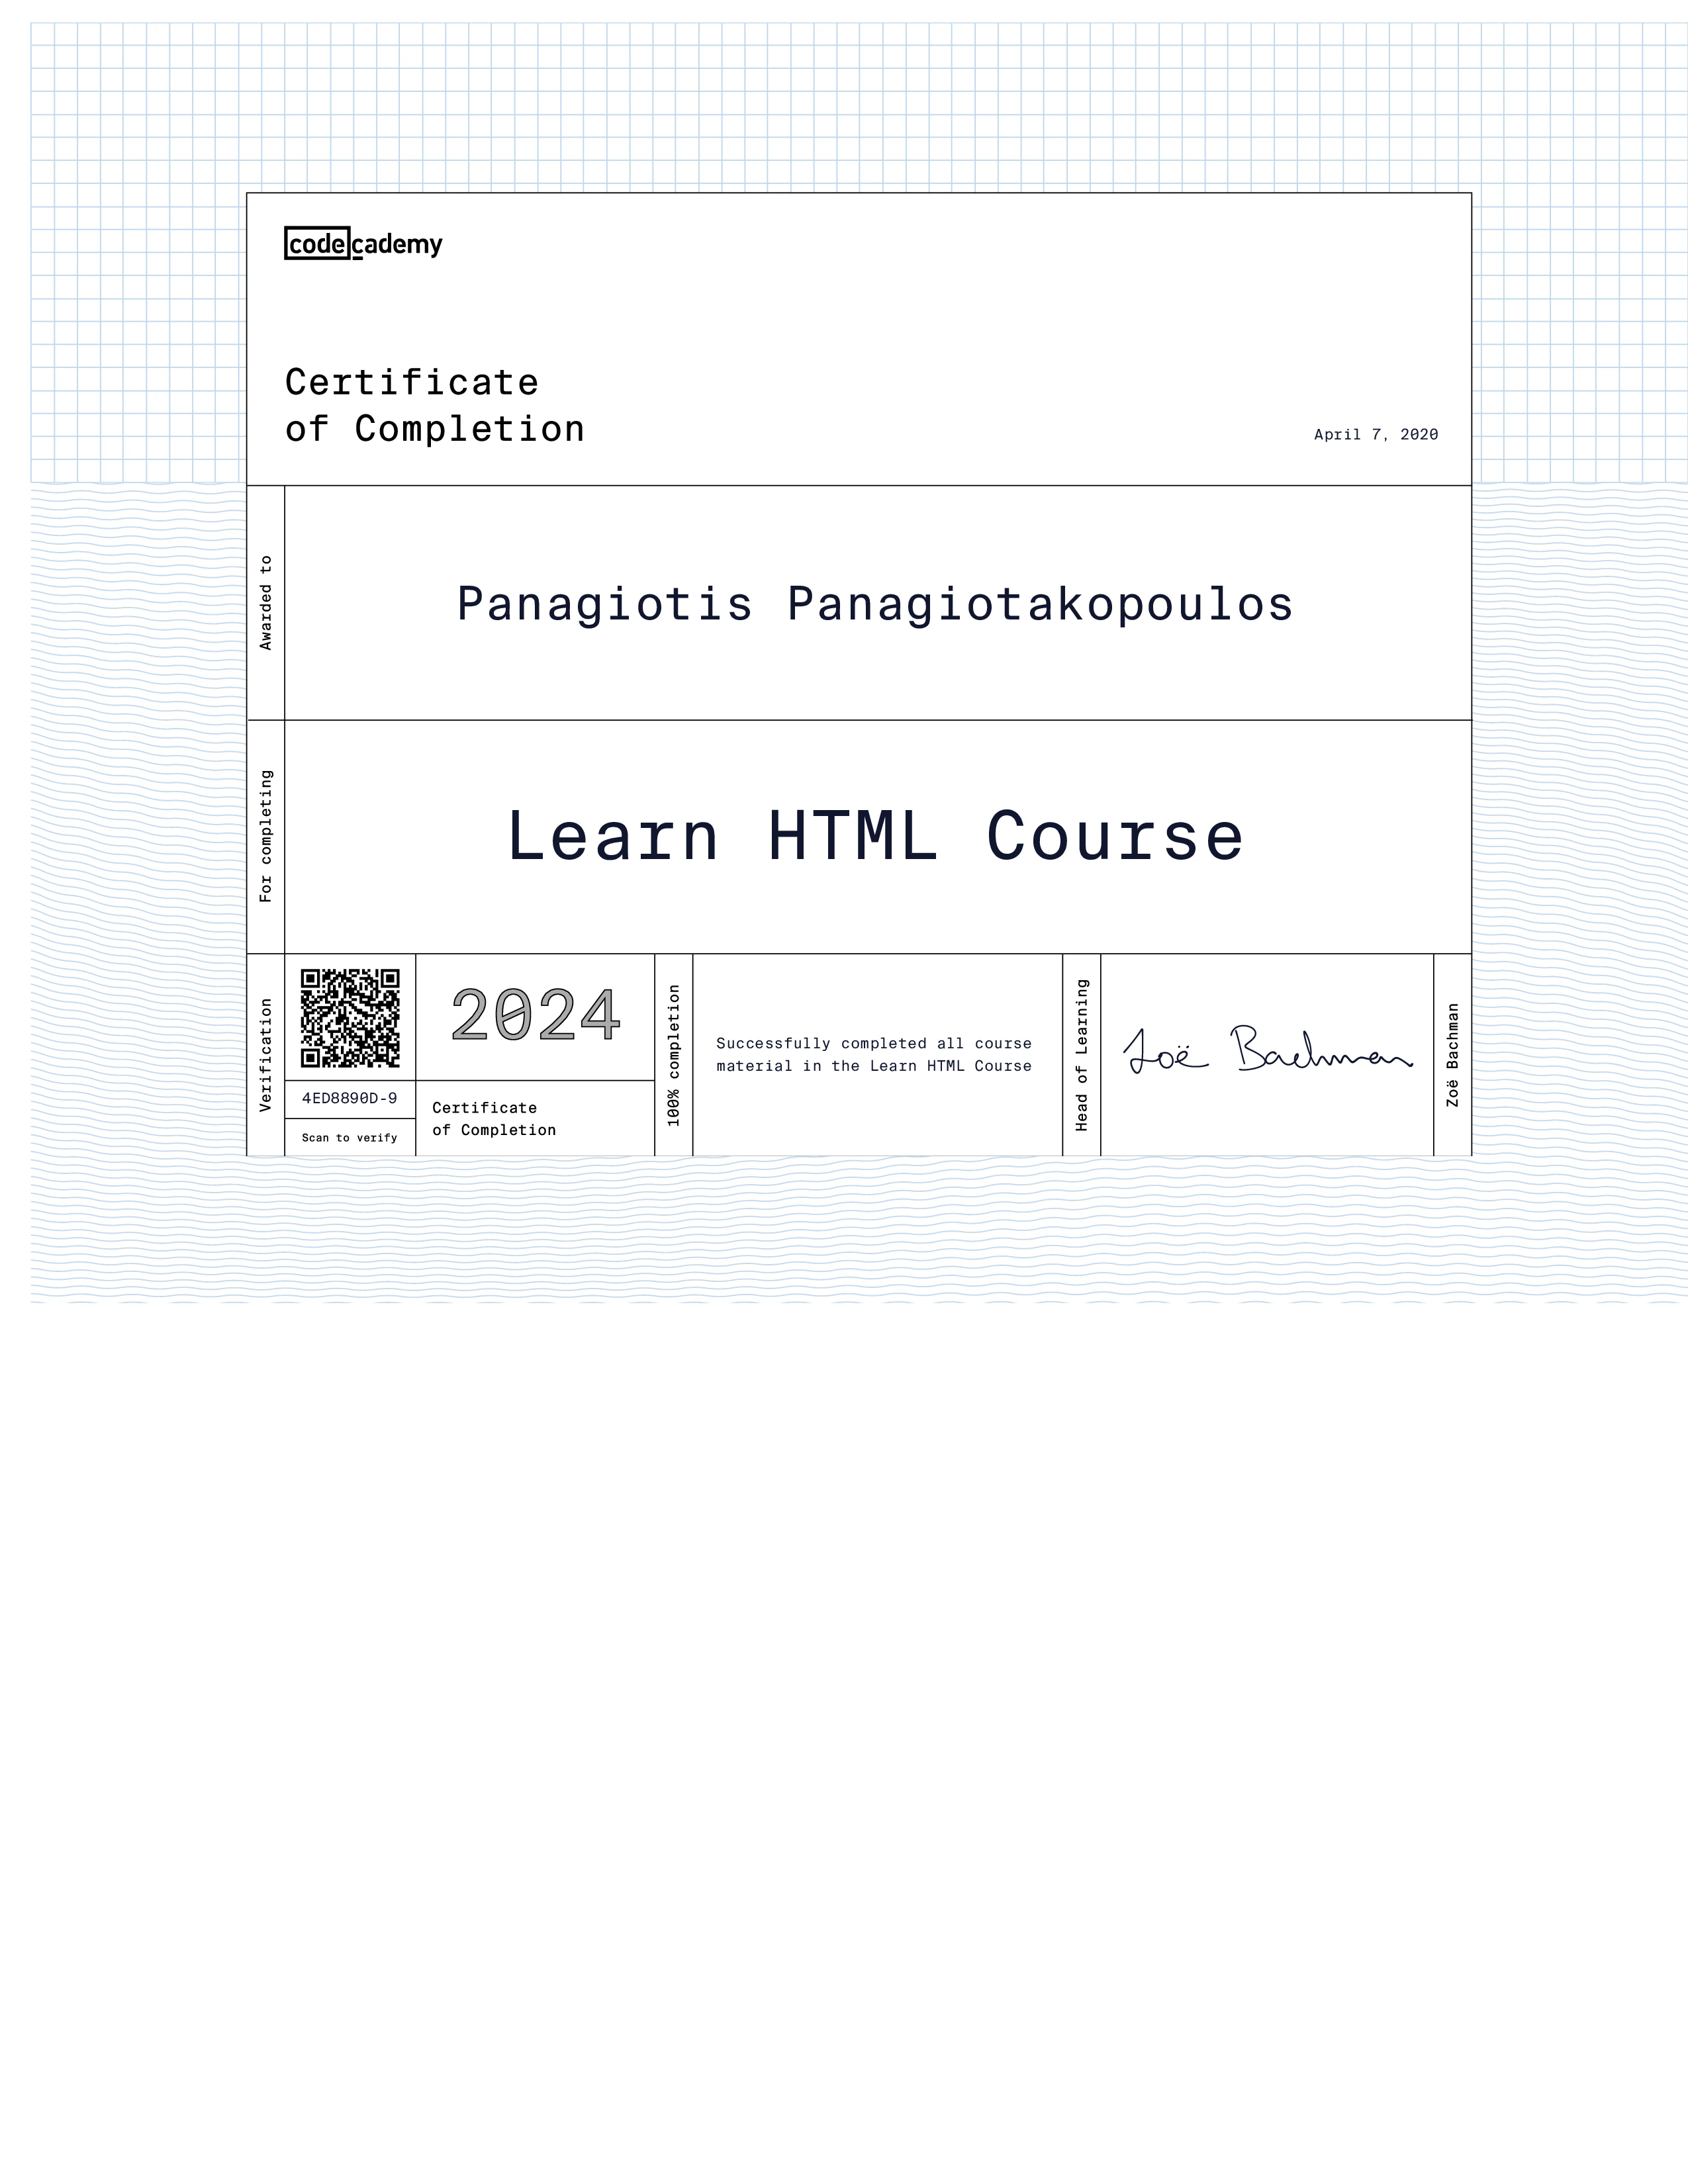 codecademy
Certificate
of Completion
April 7, 2020
Awarded to
Panagiotis Panagiotakopoulos
For completing
Learn HTML Course
Verification
4ED8890D-9
Scan to verify
2024
Certificate
of Completion
100% completion
Successfully completed all course
material in the Learn HTML Course
Head of Learning
Zoë Bachman
Zoë Bachman